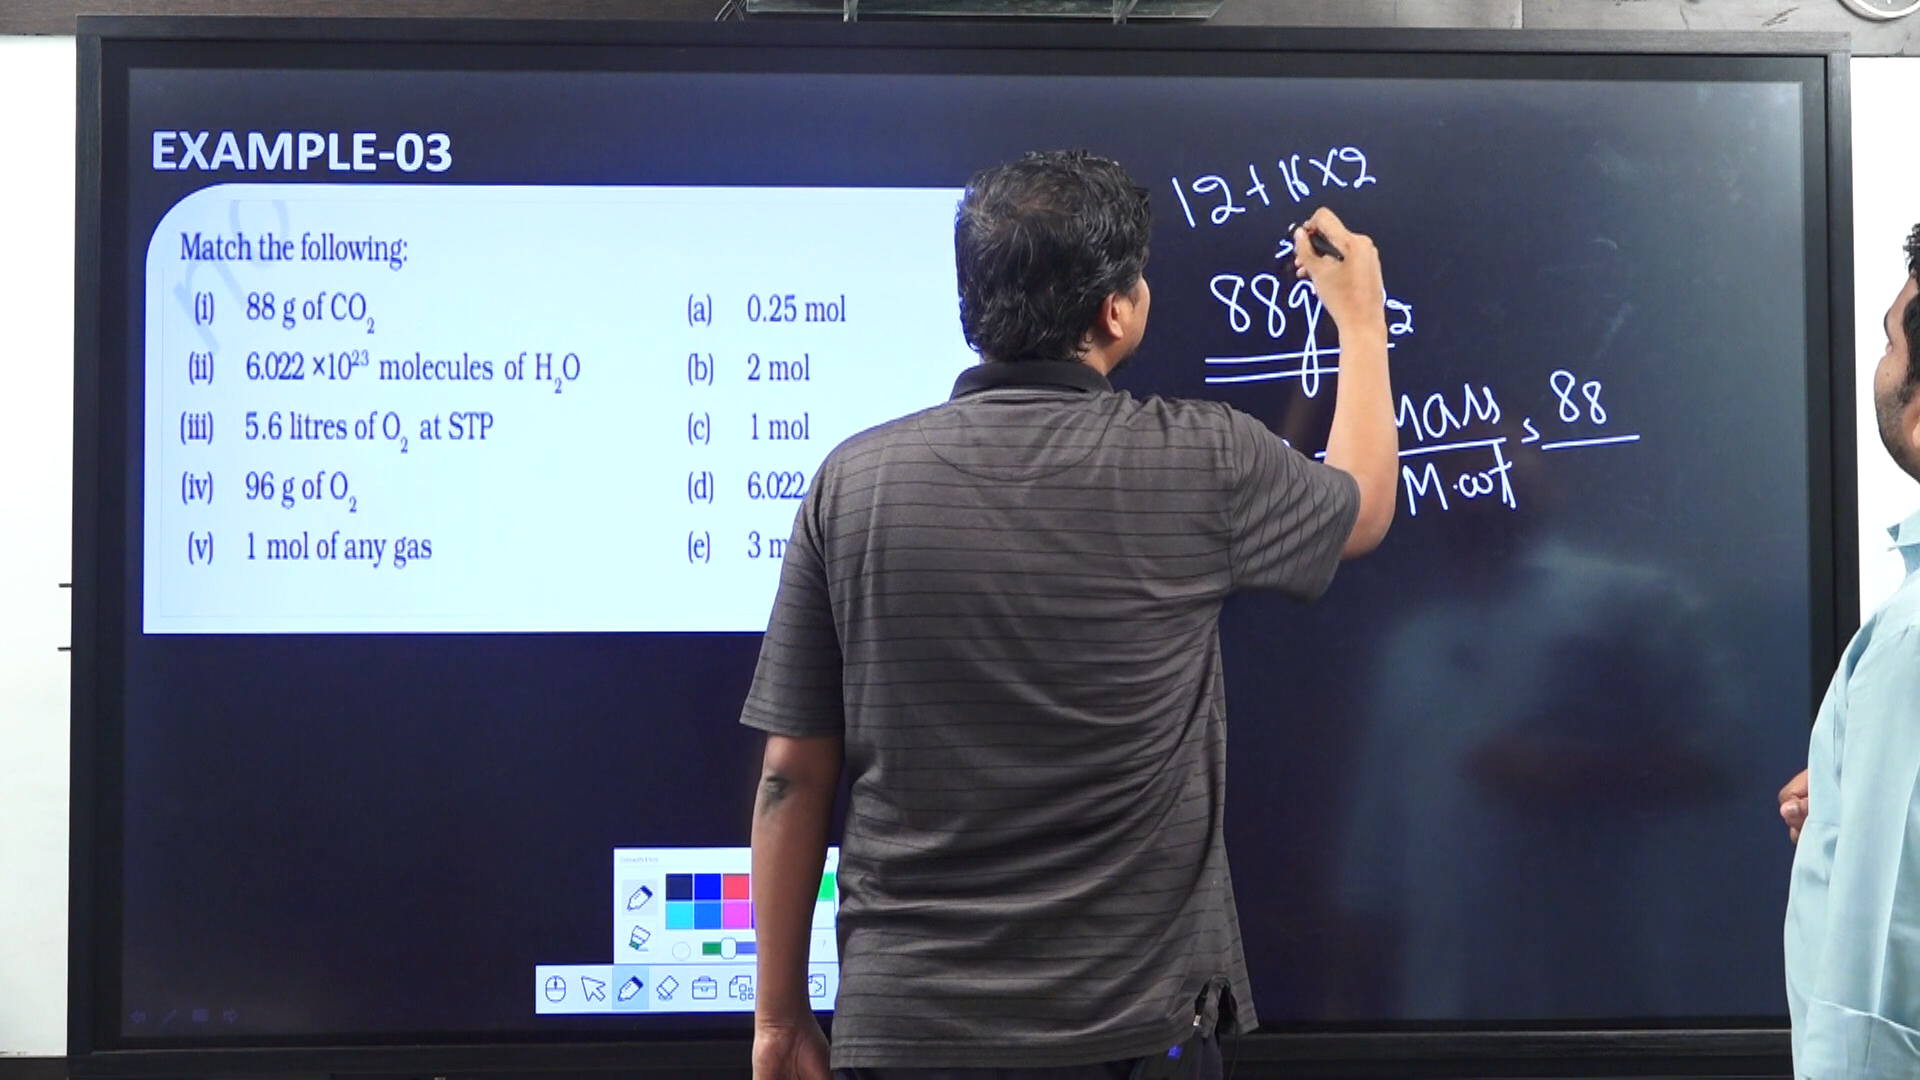 EXAMPLE-03
Match the following:
(i) 88 g of CO₂ (a) 0.25 mol
(ii) 6.022 ×10²³ molecules of H₂O (b) 2 mol
(iii) 5.6 litres of O₂ at STP (c) 1 mol
(iv) 96 g of O₂ (d) 6.022
(v) 1 mol of any gas (e) 3 m
12+16×2
88g 2
Mass = 88
M.wt